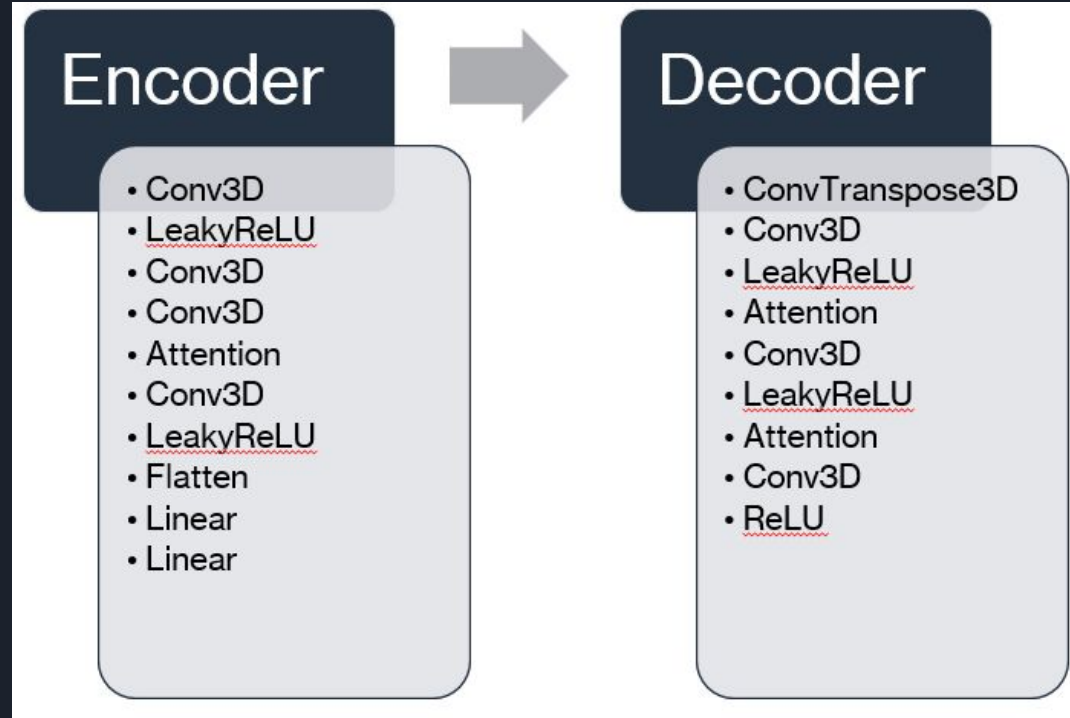 Encoder
• Conv3D
• LeakyReLU
• Conv3D
• Conv3D
• Attention
• Conv3D
• LeakyReLU
• Flatten
• Linear
• Linear
Decoder
• ConvTranspose3D
• Conv3D
• LeakyReLU
• Attention
• Conv3D
• LeakyReLU
• Attention
• Conv3D
• ReLU